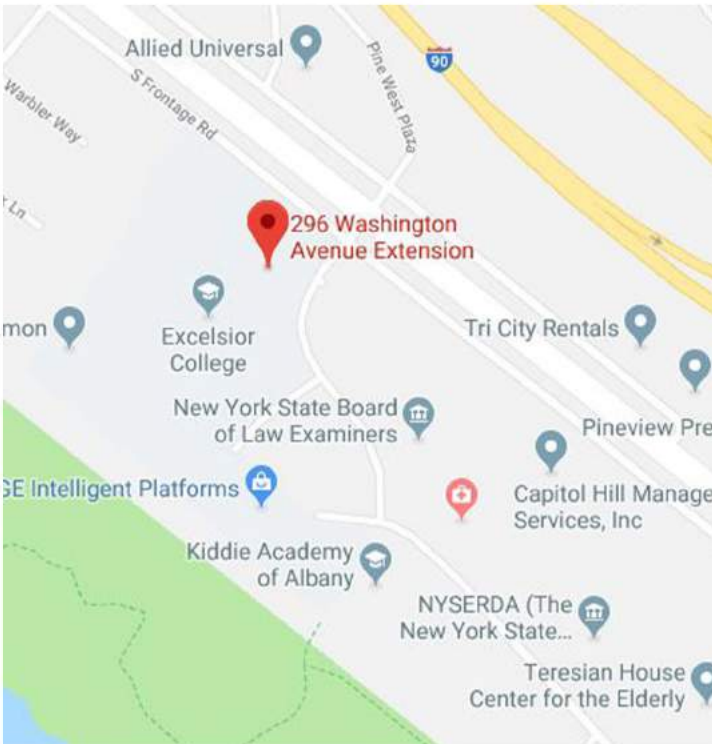 Allied Universal
90
Pine West Plaza
S Frontage Rd
Warbler Way
Ln
296 Washington
Avenue Extension
mon
Excelsior
College
Tri City Rentals
New York State Board
of Law Examiners
Pineview Pre
GE Intelligent Platforms
Capitol Hill Manage
Services, Inc
Kiddie Academy
of Albany
NYSERDA (The
New York State...
Teresian House
Center for the Elderly